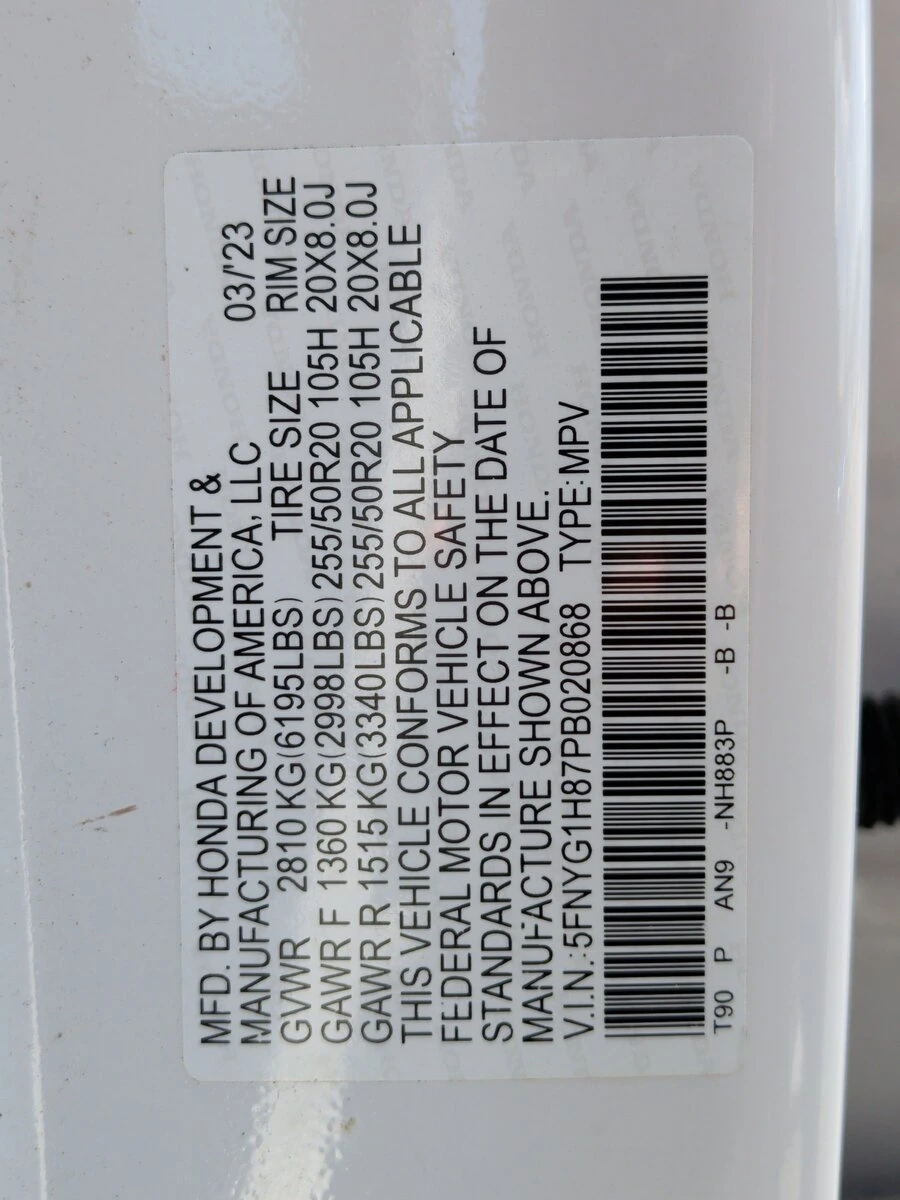 MFD. BY HONDA DEVELOPMENT &
MANUFACTURING OF AMERICA, LLC 03/'23
GVWR 2810 KG(6195LBS) TIRE SIZE RIM SIZE
GAWR F 1360 KG(2998LBS) 255/50R20 105H 20X8.0J
GAWR R 1515 KG(3340LBS) 255/50R20 105H 20X8.0J
THIS VEHICLE CONFORMS TO ALL APPLICABLE
FEDERAL MOTOR VEHICLE SAFETY
STANDARDS IN EFFECT ON THE DATE OF
MANUFACTURE SHOWN ABOVE.
V.I.N.:5FNYG1H87PB020868 TYPE:MPV
T90 P AN9 -NH883P -B -B